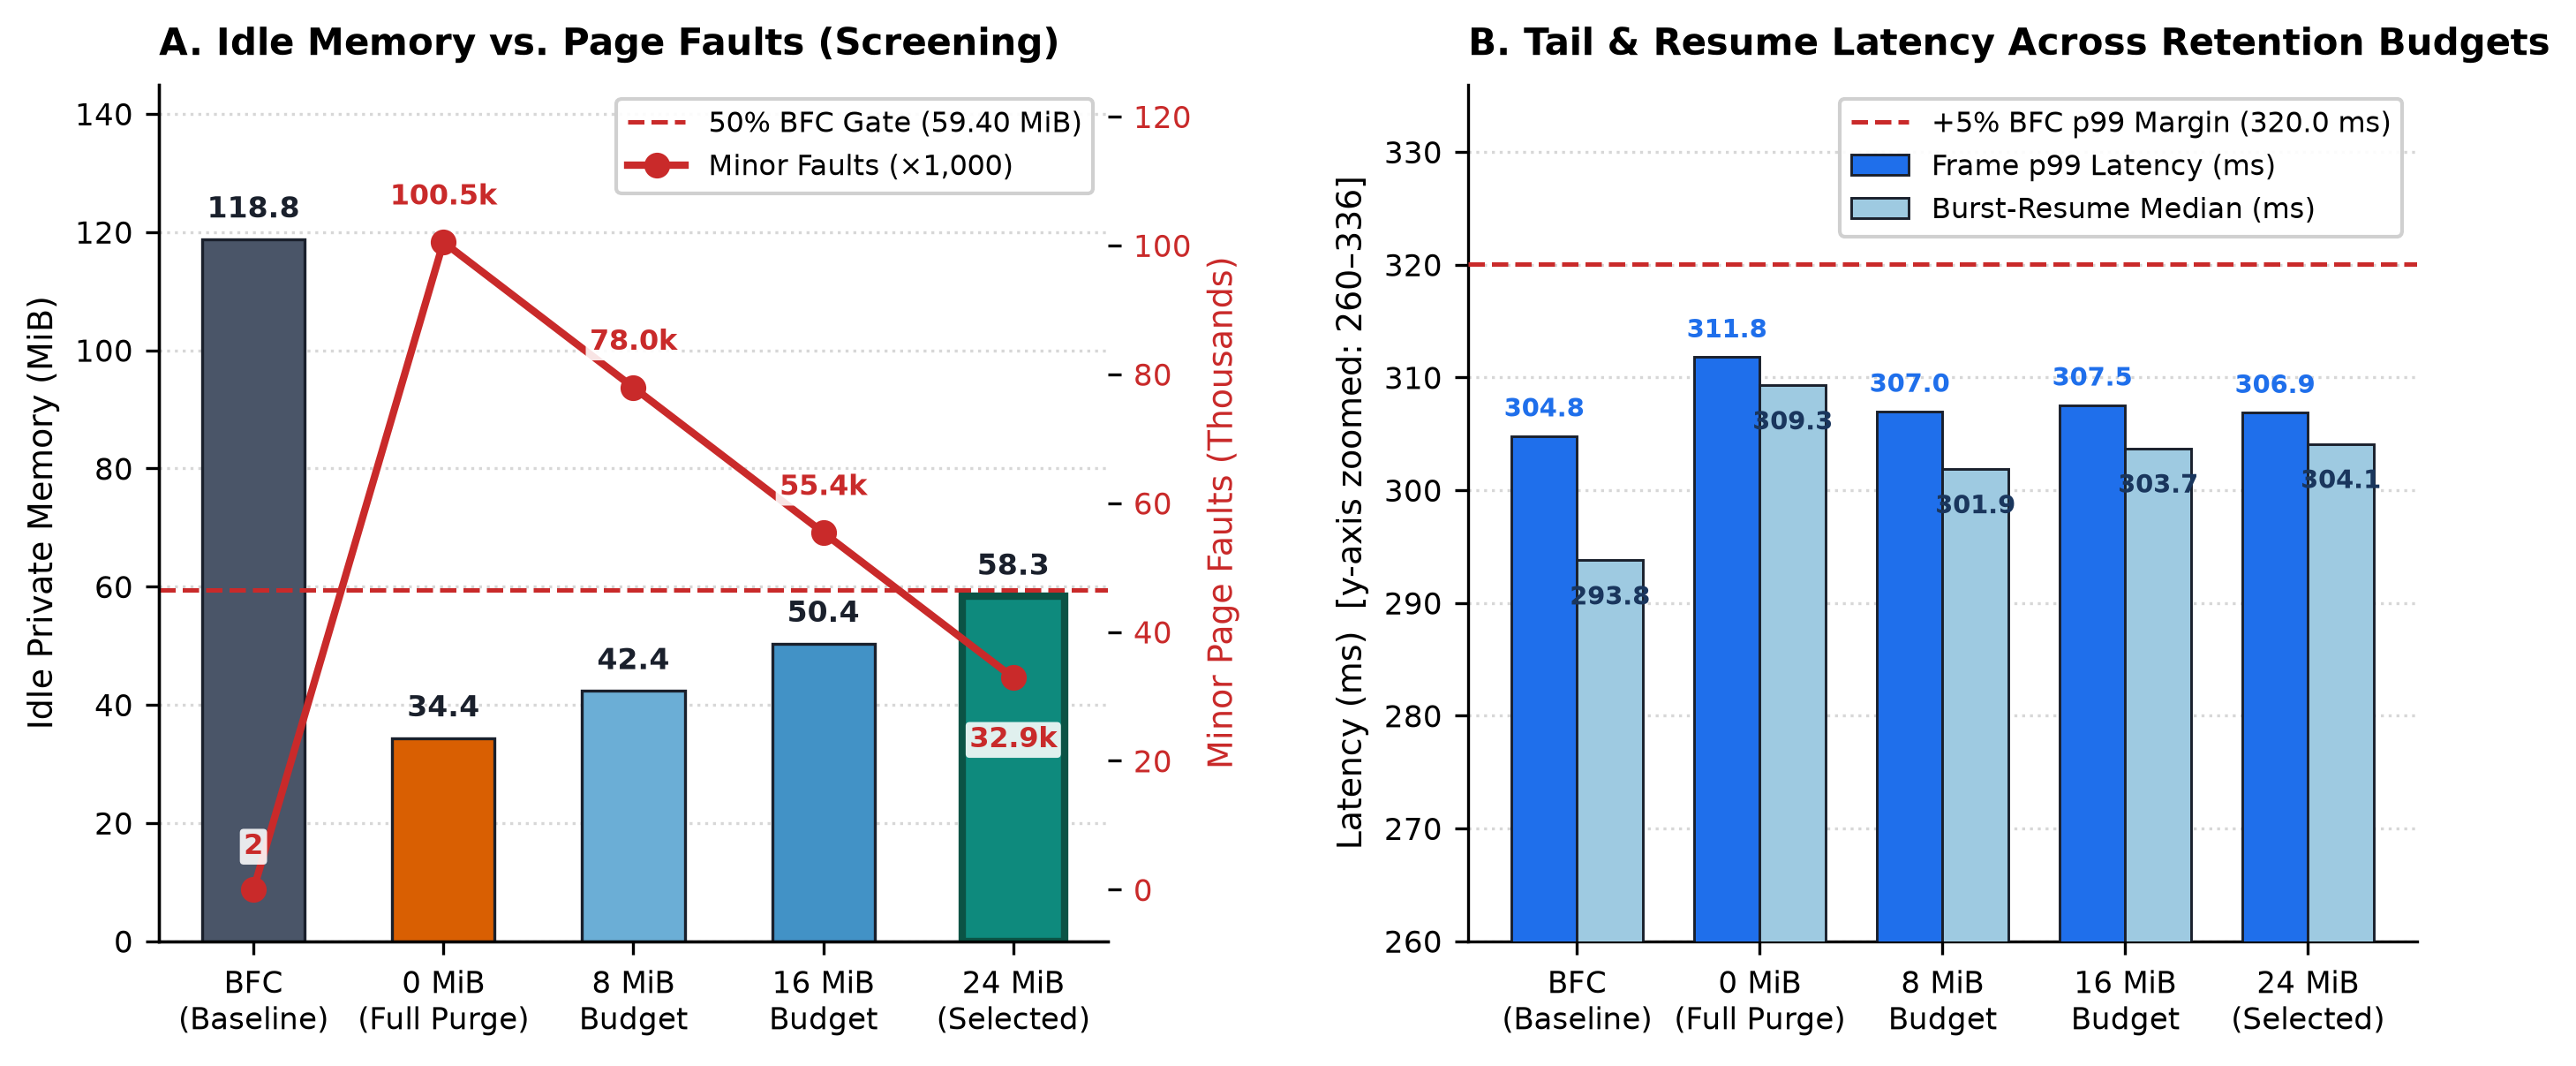 A. Idle Memory vs. Page Faults (Screening)
50% BFC Gate (59.40 MiB)
Minor Faults (×1,000)
Idle Private Memory (MiB)
140
120
100
80
60
40
20
0
118.8
34.4
42.4
50.4
58.3
2
100.5k
78.0k
55.4k
32.9k
120
100
80
60
40
20
0
Minor Page Faults (Thousands)
BFC
(Baseline)
0 MiB
(Full Purge)
8 MiB
Budget
16 MiB
Budget
24 MiB
(Selected)
B. Tail & Resume Latency Across Retention Budgets
+5% BFC p99 Margin (320.0 ms)
Frame p99 Latency (ms)
Burst-Resume Median (ms)
Latency (ms)  [y-axis zoomed: 260–336]
330
320
310
300
290
280
270
260
304.8
293.8
311.8
309.3
307.0
301.9
307.5
303.7
306.9
304.1
BFC
(Baseline)
0 MiB
(Full Purge)
8 MiB
Budget
16 MiB
Budget
24 MiB
(Selected)